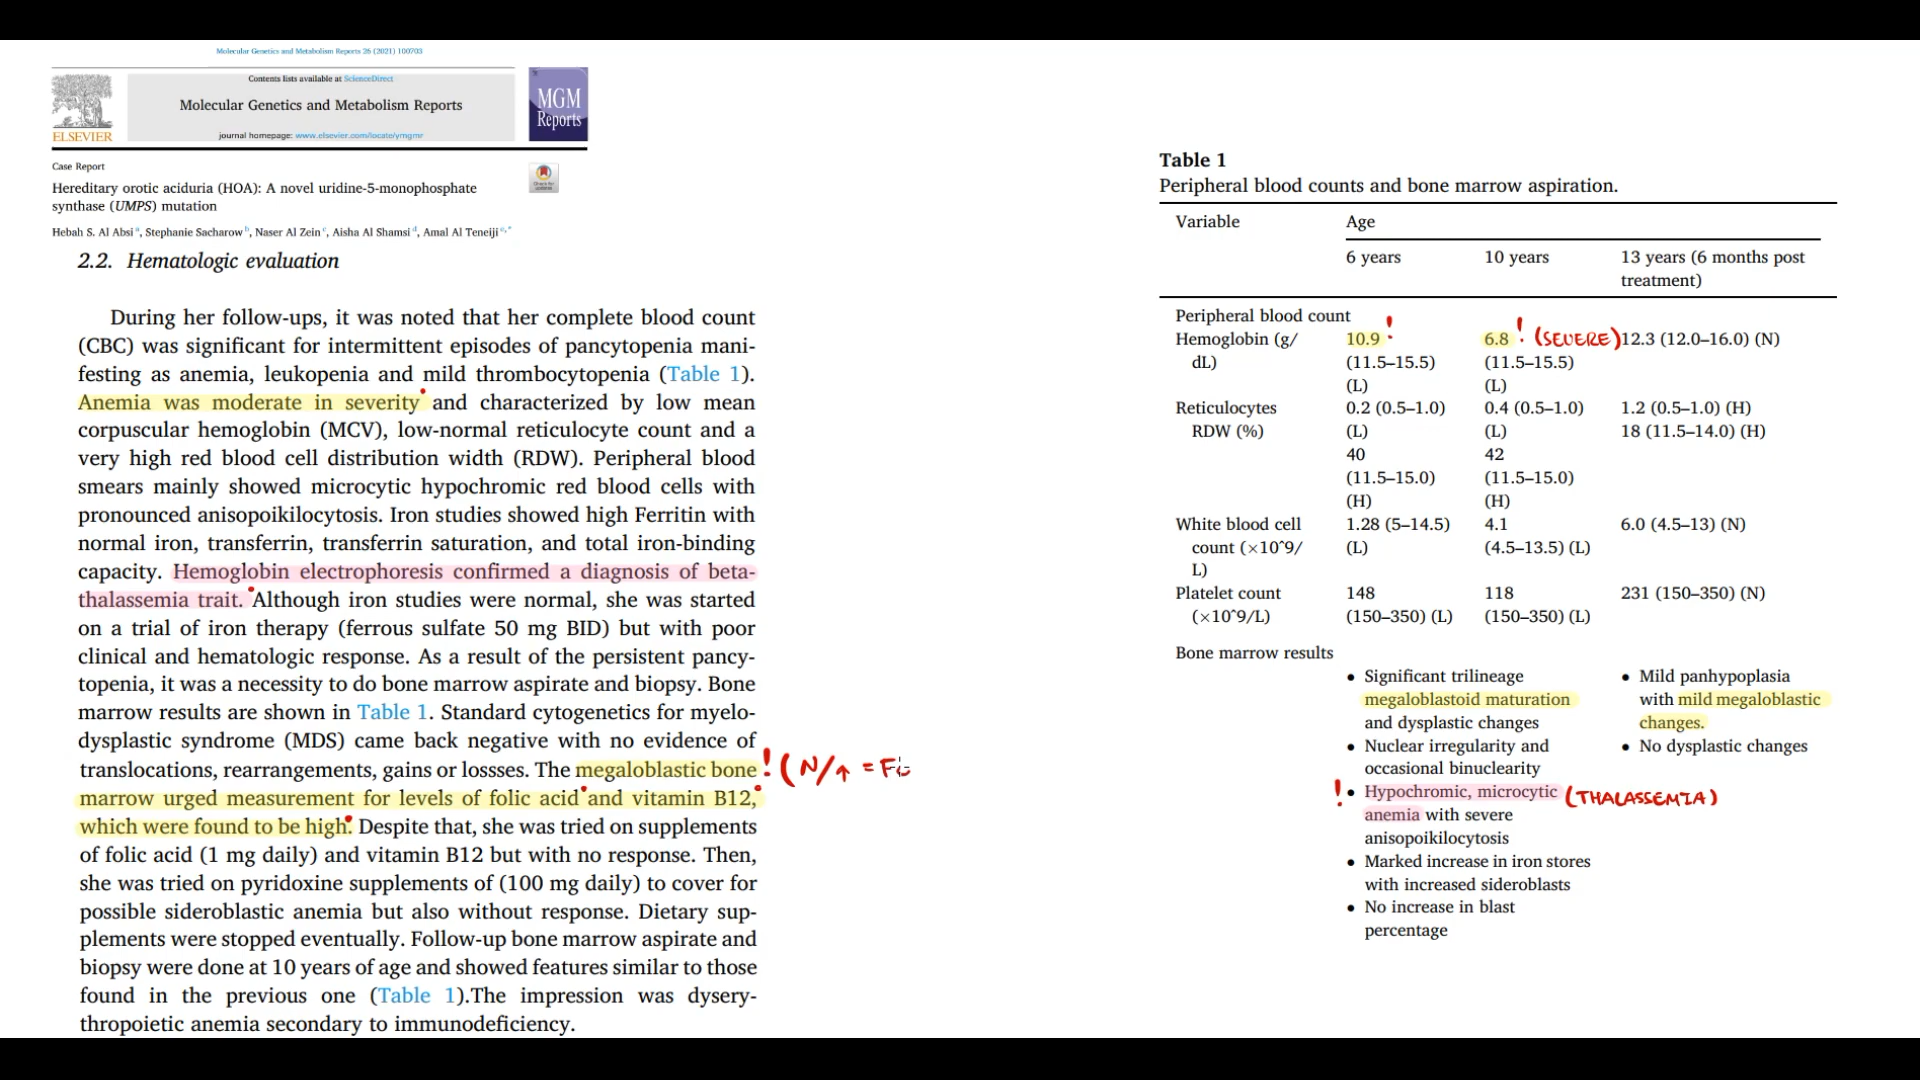 Molecular Genetics and Metabolism Reports 26 (2021) 100703
Contents lists available at ScienceDirect
Molecular Genetics and Metabolism Reports
journal homepage: www.elsevier.com/locate/ymgmr
ELSEVIER
MGM
Reports
Case Report
Check for
updates
Hereditary orotic aciduria (HOA): A novel uridine-5-monophosphate
synthase (UMPS) mutation
Hebah S. Al Absi a, Stephanie Sacharow b, Naser Al Zein c, Aisha Al Shamsi d, Amal Al Teneiji e,*
2.2. Hematologic evaluation
During her follow-ups, it was noted that her complete blood count
(CBC) was significant for intermittent episodes of pancytopenia mani-
festing as anemia, leukopenia and mild thrombocytopenia (Table 1).
Anemia was moderate in severity and characterized by low mean
corpuscular hemoglobin (MCV), low-normal reticulocyte count and a
very high red blood cell distribution width (RDW). Peripheral blood
smears mainly showed microcytic hypochromic red blood cells with
pronounced anisopoikilocytosis. Iron studies showed high Ferritin with
normal iron, transferrin, transferrin saturation, and total iron-binding
capacity. Hemoglobin electrophoresis confirmed a diagnosis of beta-
thalassemia trait. Although iron studies were normal, she was started
on a trial of iron therapy (ferrous sulfate 50 mg BID) but with poor
clinical and hematologic response. As a result of the persistent pancy-
topenia, it was a necessity to do bone marrow aspirate and biopsy. Bone
marrow results are shown in Table 1. Standard cytogenetics for myelo-
dysplastic syndrome (MDS) came back negative with no evidence of
translocations, rearrangements, gains or lossses. The megaloblastic bone ! (N/↑ = F
marrow urged measurement for levels of folic acid and vitamin B12,
which were found to be high. Despite that, she was tried on supplements
of folic acid (1 mg daily) and vitamin B12 but with no response. Then,
she was tried on pyridoxine supplements of (100 mg daily) to cover for
possible sideroblastic anemia but also without response. Dietary sup-
plements were stopped eventually. Follow-up bone marrow aspirate and
biopsy were done at 10 years of age and showed features similar to those
found in the previous one (Table 1).The impression was dysery-
thropoietic anemia secondary to immunodeficiency.
Table 1
Peripheral blood counts and bone marrow aspiration.
Variable Age
6 years 10 years 13 years (6 months post
treatment)
Peripheral blood count
Hemoglobin (g/ 10.9 ! 6.8 ! (SEVERE) 12.3 (12.0–16.0) (N)
dL) (11.5–15.5) (11.5–15.5)
(L) (L)
Reticulocytes 0.2 (0.5–1.0) 0.4 (0.5–1.0) 1.2 (0.5–1.0) (H)
RDW (%) (L) (L) 18 (11.5–14.0) (H)
40 42
(11.5–15.0) (11.5–15.0)
(H) (H)
White blood cell 1.28 (5–14.5) 4.1 6.0 (4.5–13) (N)
count (×10^9/ (L) (4.5–13.5) (L)
L)
Platelet count 148 118 231 (150–350) (N)
(×10^9/L) (150–350) (L) (150–350) (L)
Bone marrow results
• Significant trilineage • Mild panhypoplasia
megaloblastoid maturation with mild megaloblastic
and dysplastic changes changes.
• Nuclear irregularity and • No dysplastic changes
occasional binuclearity
! • Hypochromic, microcytic (THALASSEMIA)
anemia with severe
anisopoikilocytosis
• Marked increase in iron stores
with increased sideroblasts
• No increase in blast
percentage